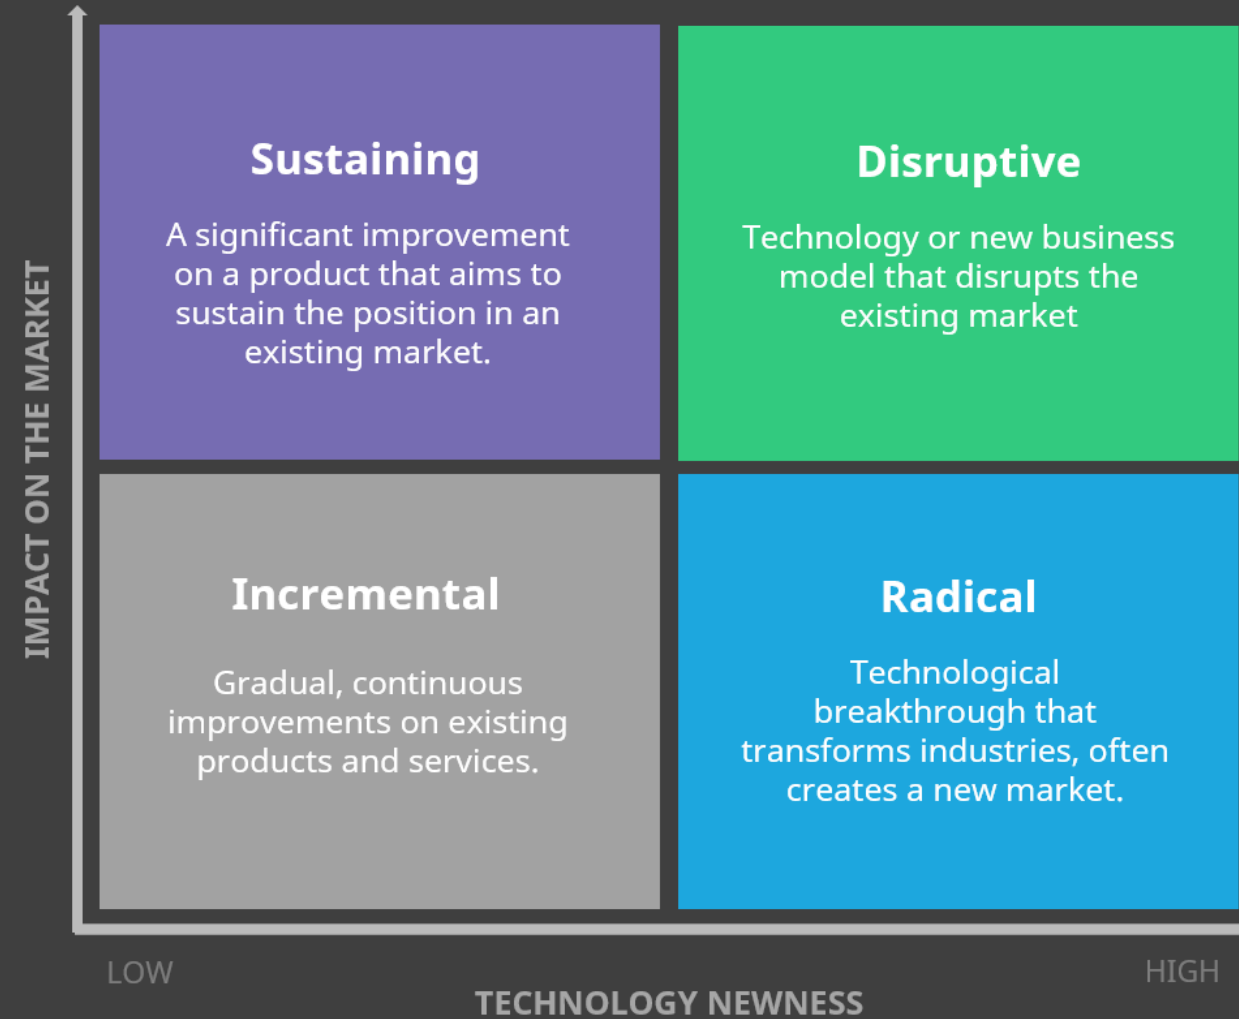 IMPACT ON THE MARKET
Sustaining
A significant improvement
on a product that aims to
sustain the position in an
existing market.
Disruptive
Technology or new business
model that disrupts the
existing market
Incremental
Gradual, continuous
improvements on existing
products and services.
Radical
Technological
breakthrough that
transforms industries, often
creates a new market.
LOW
HIGH
TECHNOLOGY NEWNESS